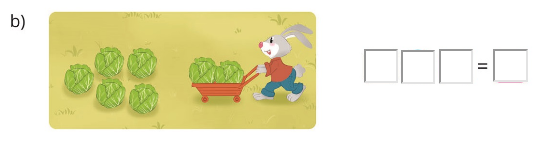 b)
=